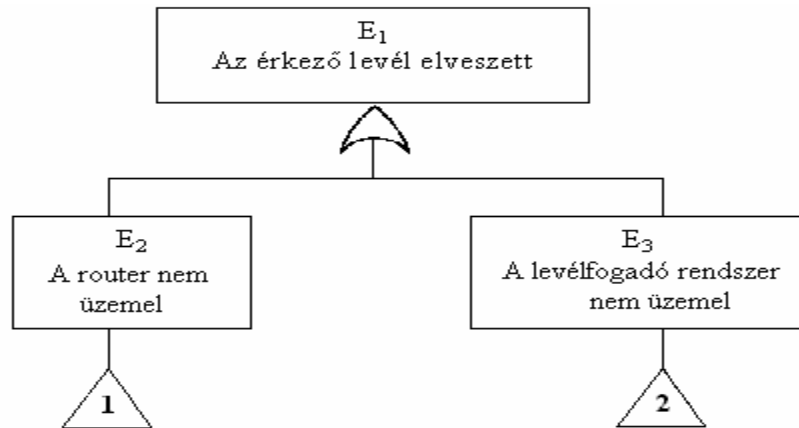 E1
Az érkező levél elveszett
E2
A router nem
üzemel
E3
A levélfogadó rendszer
nem üzemel
1
2